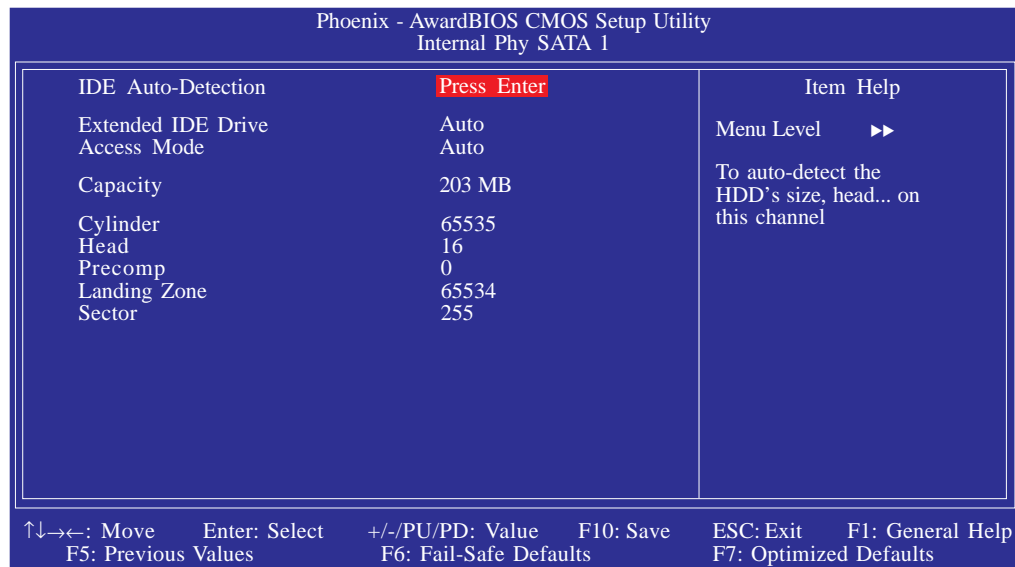 Phoenix - AwardBIOS CMOS Setup Utility
Internal Phy SATA 1
IDE Auto-Detection Press Enter
Extended IDE Drive Auto
Access Mode Auto
Capacity 203 MB
Cylinder 65535
Head 16
Precomp 0
Landing Zone 65534
Sector 255
Item Help
Menu Level ▶▶
To auto-detect the
HDD's size, head... on
this channel
↑↓→←: Move Enter: Select +/-/PU/PD: Value F10: Save ESC: Exit F1: General Help
F5: Previous Values F6: Fail-Safe Defaults F7: Optimized Defaults